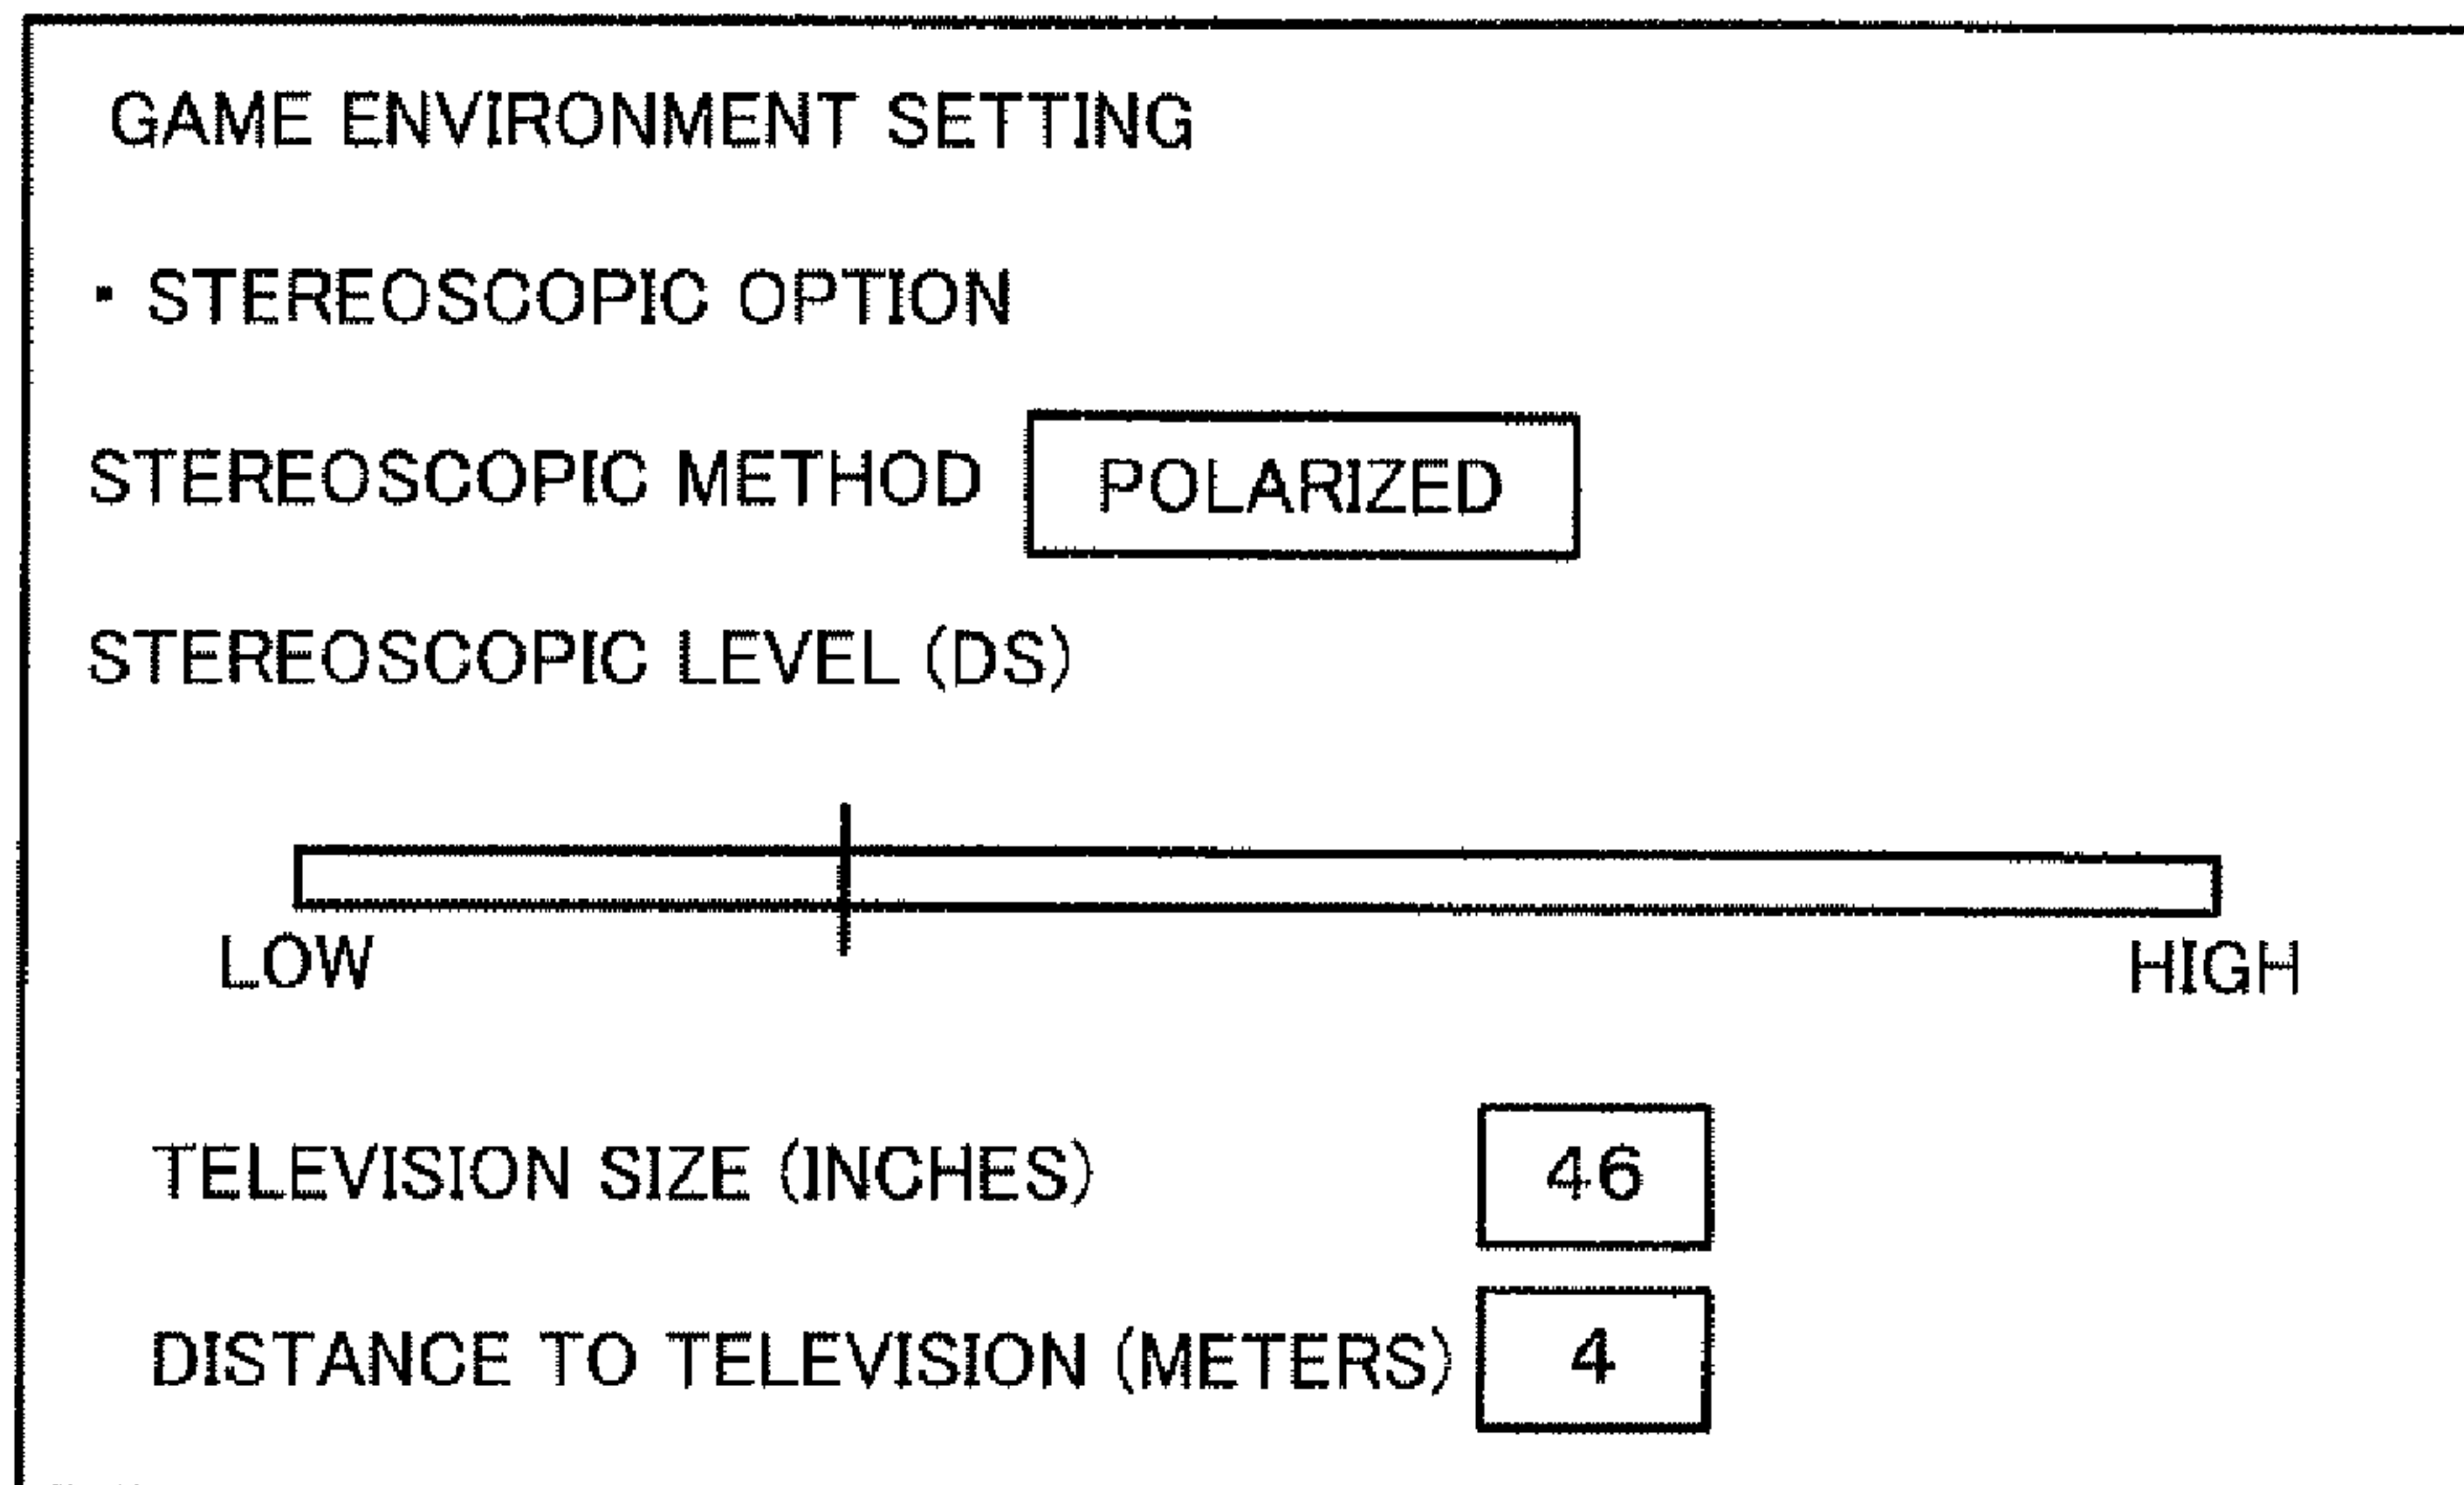 GAME ENVIRONMENT SETTING
▪ STEREOSCOPIC OPTION
STEREOSCOPIC METHOD POLARIZED
STEREOSCOPIC LEVEL (DS)
LOW HIGH
TELEVISION SIZE (INCHES) 46
DISTANCE TO TELEVISION (METERS) 4